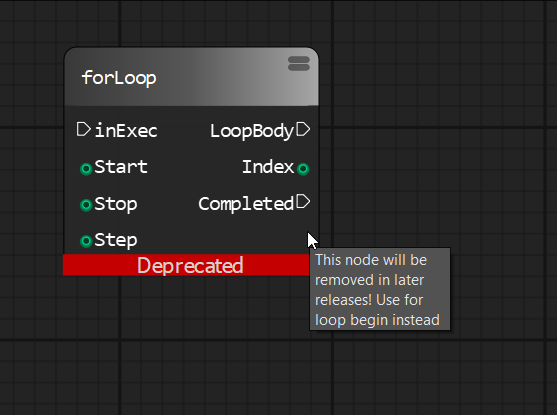 forLoop
inExec LoopBody
Start Index
Stop Completed
Step
Deprecated
This node will be
removed in later
releases! Use for
loop begin instead